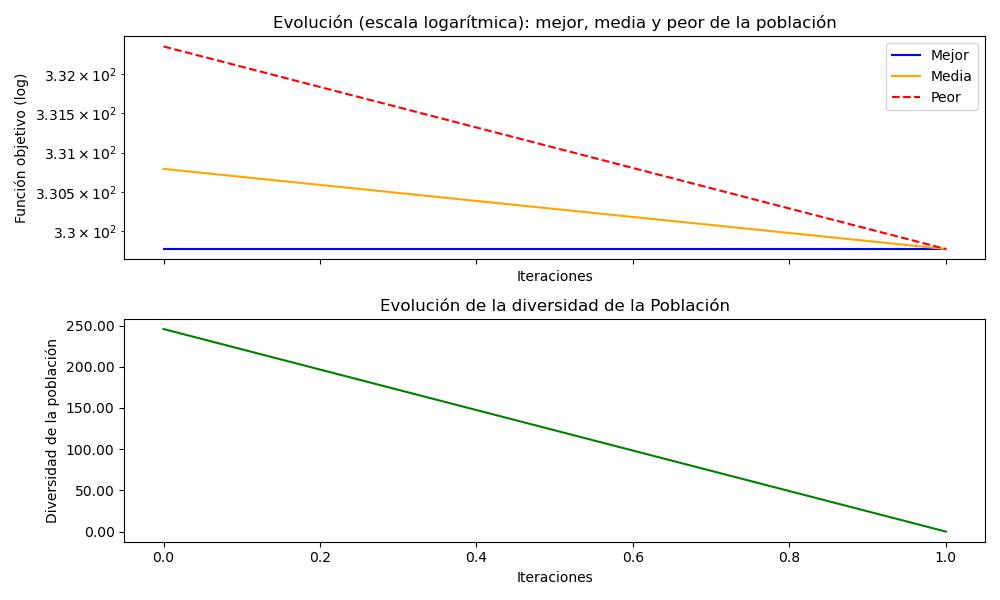 Evolución (escala logarítmica): mejor, media y peor de la población
Función objetivo (log)
3.32 × 10²
3.315 × 10²
3.31 × 10²
3.305 × 10²
3.3 × 10²
Mejor
Media
Peor
Iteraciones
Evolución de la diversidad de la Población
Diversidad de la población
250.00
200.00
150.00
100.00
50.00
0.00
0.0 0.2 0.4 0.6 0.8 1.0
Iteraciones